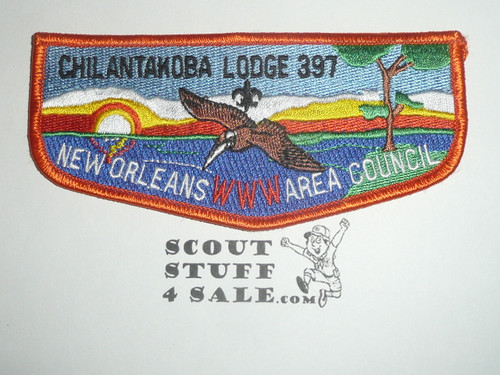 CHILANTAKOBA LODGE 397
NEW ORLEANS WWW AREA COUNCIL
SCOUT
STUFF
4 SALE.COM